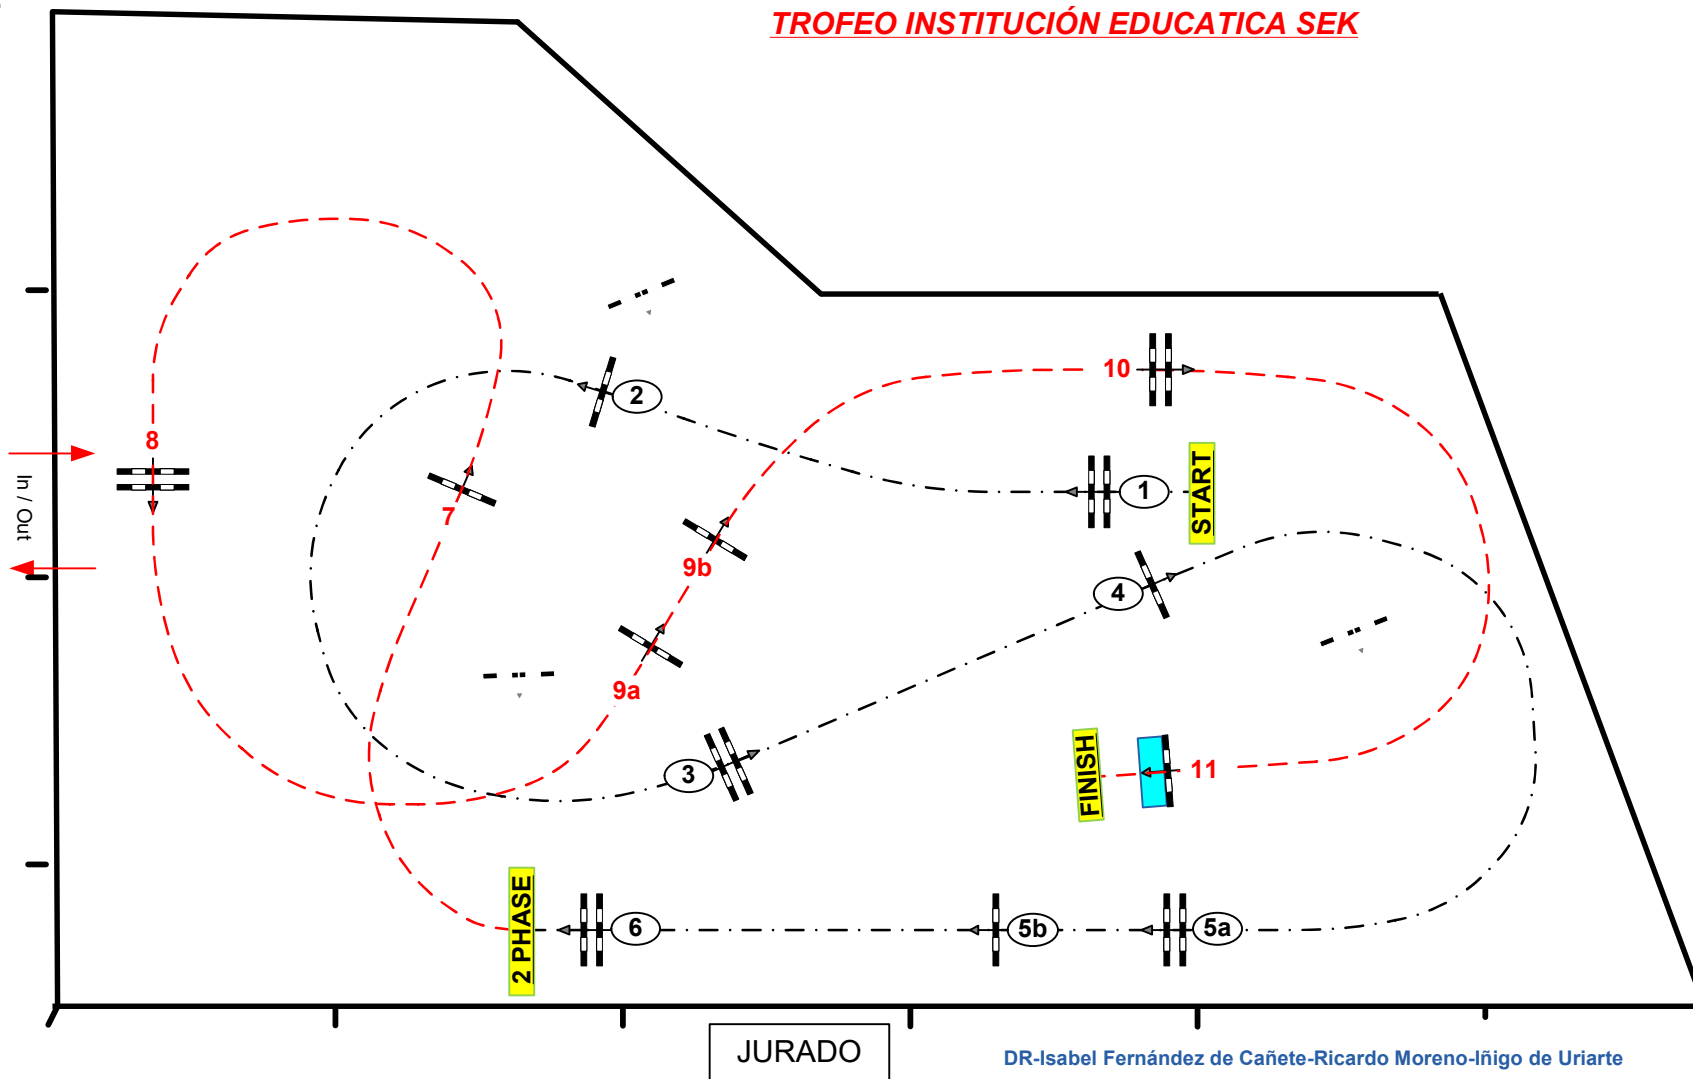 TROFEO INSTITUCIÓN EDUCATICA SEK
10
2
8
1
START
In / Out
7
9b
4
9a
3
FINISH
11
2 PHASE
6
5b
5a
JURADO
DR-Isabel Fernández de Cañete-Ricardo Moreno-Iñigo de Uriarte